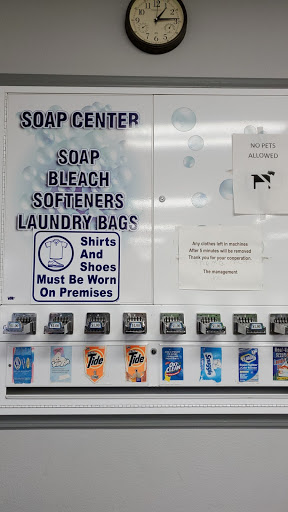 SOAP CENTER
SOAP
BLEACH
SOFTENERS
LAUNDRY BAGS
Shirts
And
Shoes
Must Be Worn
On Premises
NO PETS
ALLOWED
Any clothes left in machines
After 5 minutes will be removed
Thank you for your cooperation.
The management
Tide
Tide